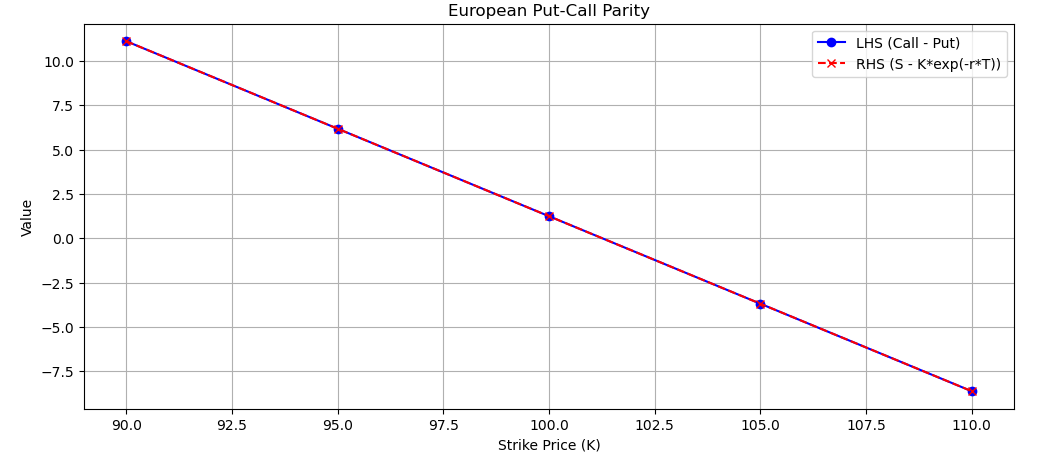 European Put-Call Parity
LHS (Call - Put)
RHS (S - K*exp(-r*T))
10.0
7.5
5.0
2.5
0.0
−2.5
−5.0
−7.5
Value
90.0 92.5 95.0 97.5 100.0 102.5 105.0 107.5 110.0
Strike Price (K)